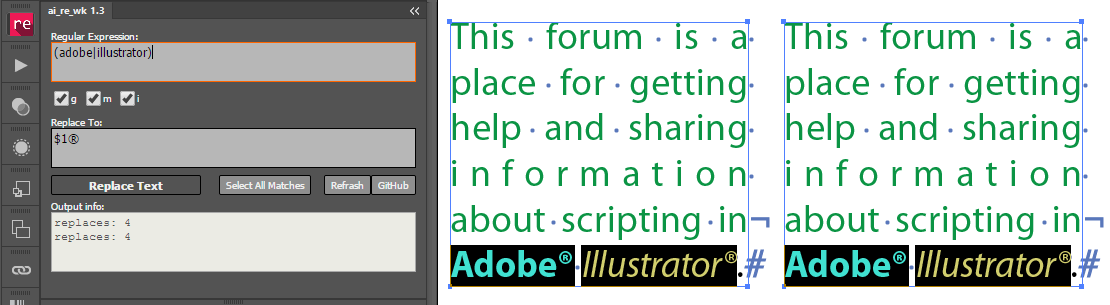 ai_re_wk 1.3
re
Regular Expression:
(adobe|illustrator)
g m i
Replace To:
$1®
Replace Text Select All Matches Refresh GitHub
Output info:
replaces: 4
replaces: 4
This · forum · is · a·
place · for · getting·
help · and · sharing·
information·
about · scripting · in¬
Adobe®·Illustrator®.#
This · forum · is · a·
place · for · getting·
help · and · sharing·
information·
about · scripting · in¬
Adobe®·Illustrator®.#